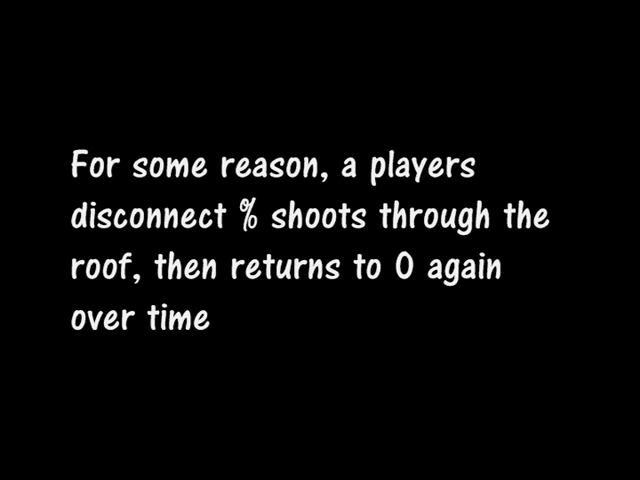 For some reason, a players
disconnect % shoots through the
roof, then returns to 0 again
over time